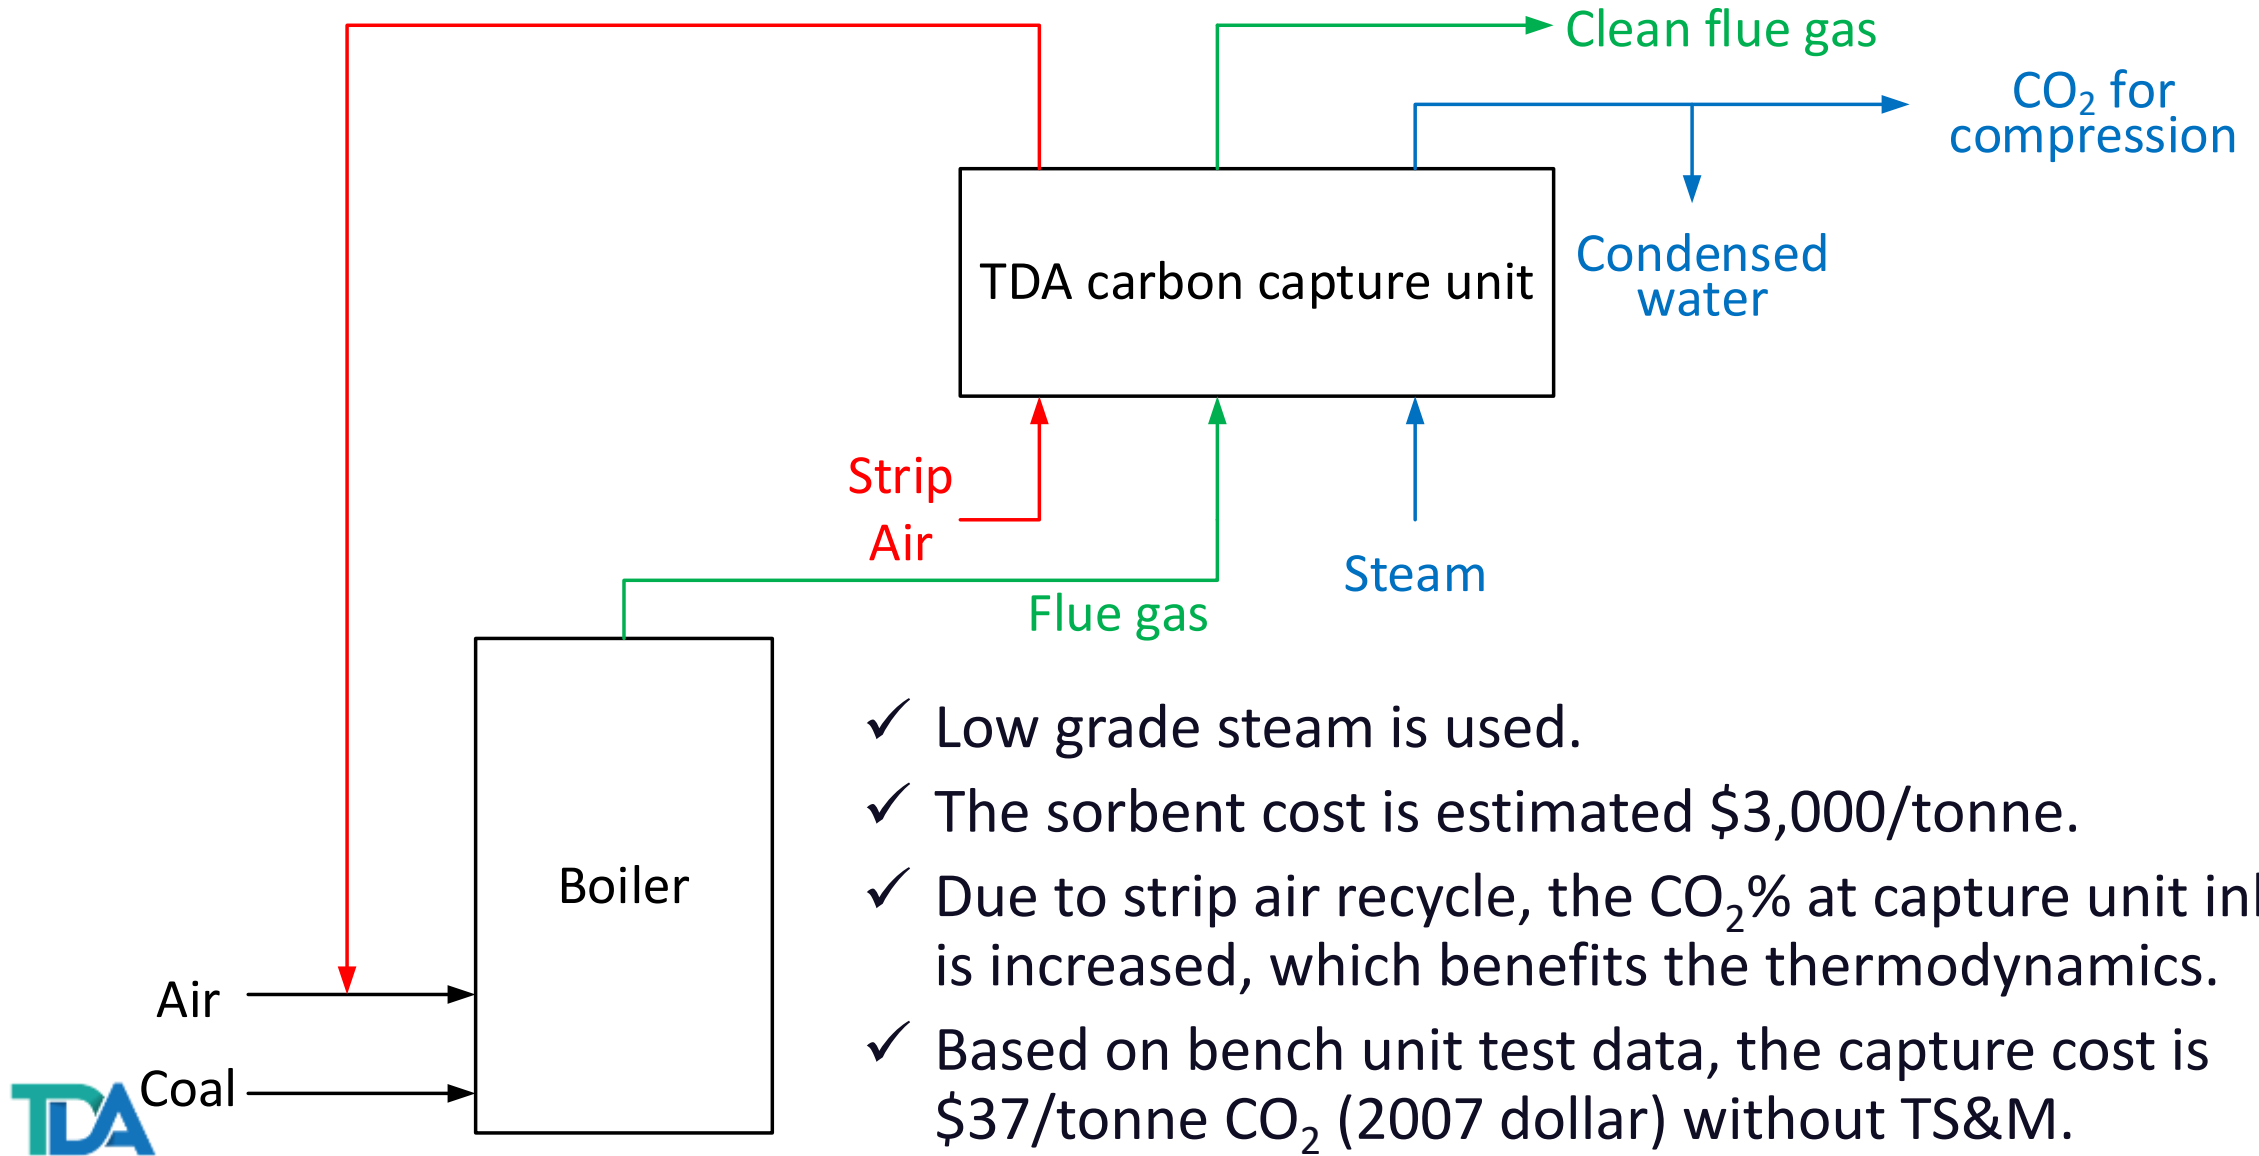 Clean flue gas
CO₂ for
compression
Condensed
water
TDA carbon capture unit
Strip
Air
Steam
Flue gas
Boiler
Air
Coal
TDA
✓ Low grade steam is used.
✓ The sorbent cost is estimated $3,000/tonne.
✓ Due to strip air recycle, the CO₂% at capture unit
is increased, which benefits the thermodynamics.
✓ Based on bench unit test data, the capture cost is
$37/tonne CO₂ (2007 dollar) without TS&M.